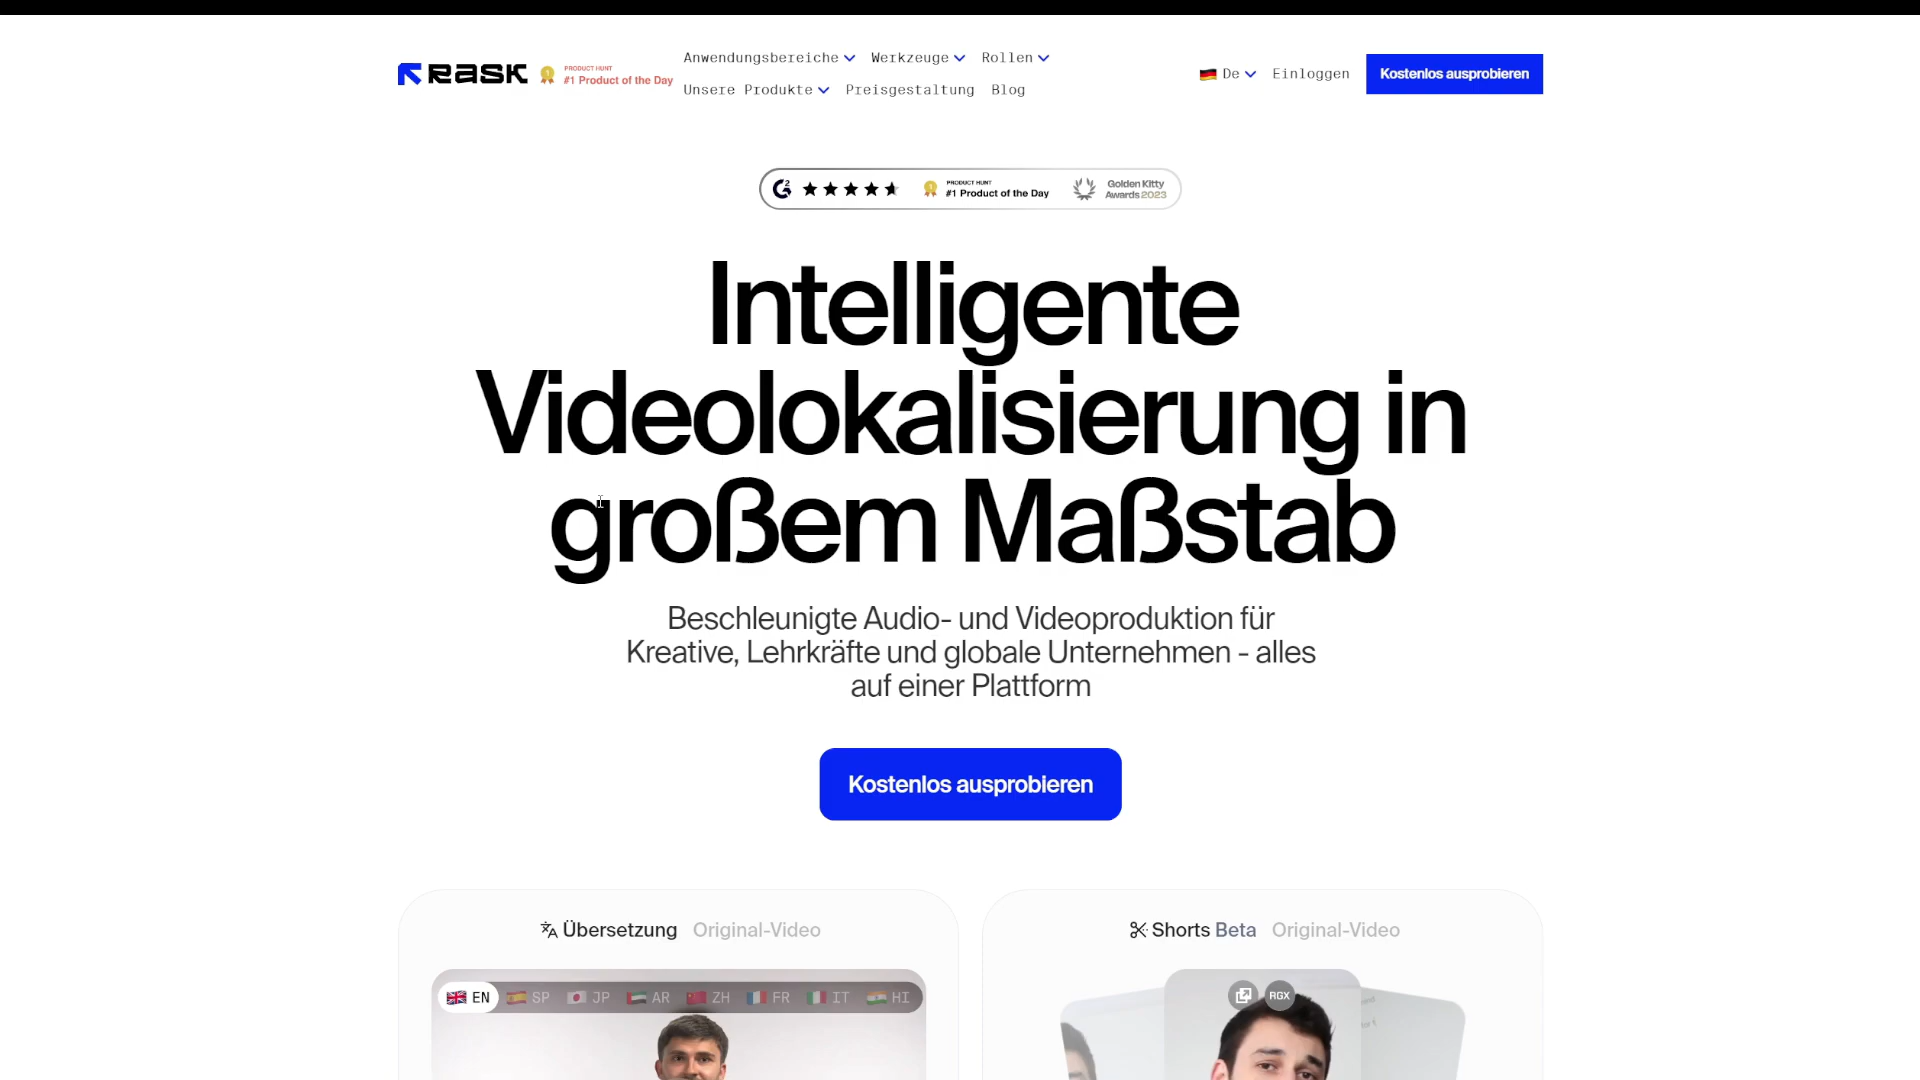 Rask
PRODUCT HUNT
#1 Product of the Day
Anwendungsbereiche Werkzeuge Rollen
Unsere Produkte Preisgestaltung Blog
De Einloggen Kostenlos ausprobieren
G2 PRODUCT HUNT
#1 Product of the Day
Golden Kitty
Awards 2023
Intelligente
Videolokalisierung in
großem Maßstab
Beschleunigte Audio- und Videoproduktion für
Kreative, Lehrkräfte und globale Unternehmen - alles
auf einer Plattform
Kostenlos ausprobieren
Übersetzung Original-Video
EN SP JP AR ZH FR IT HI
Shorts Beta Original-Video
RGX